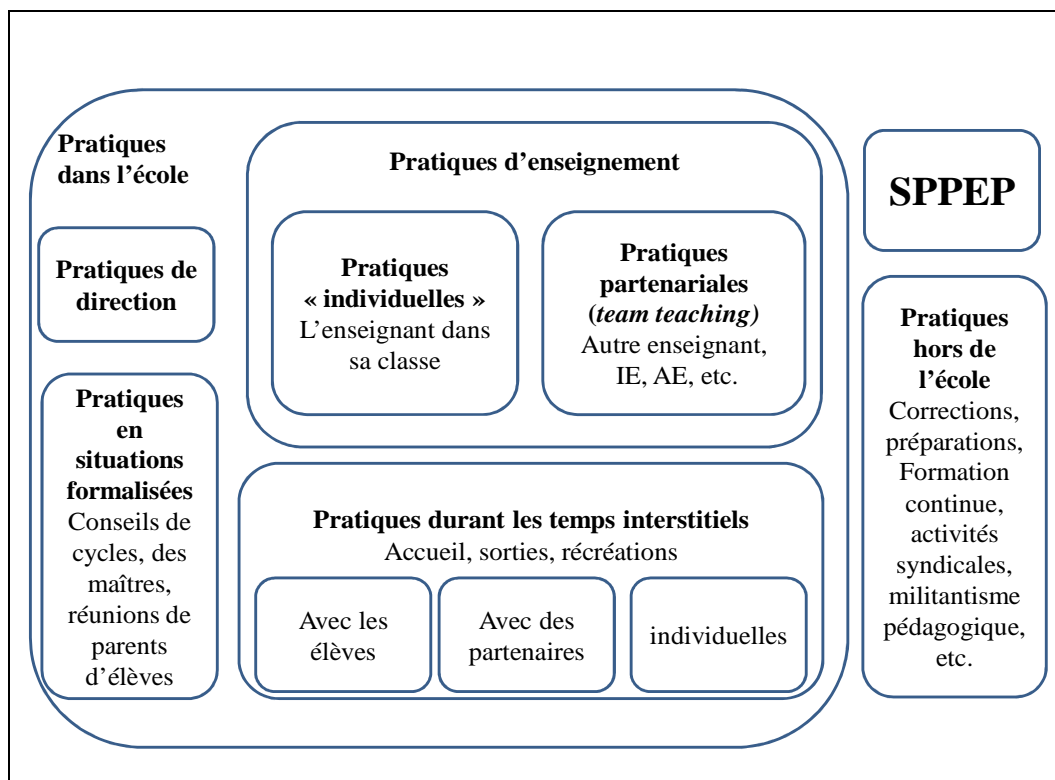 Pratiques
dans l’école
Pratiques de
direction
Pratiques
en
situations
formalisées
Conseils de
cycles, des
maîtres,
réunions de
parents
d’élèves
Pratiques d’enseignement
Pratiques
« individuelles »
L’enseignant dans
sa classe
Pratiques
partenariales
(team teaching)
Autre enseignant,
IE, AE, etc.
Pratiques durant les temps interstitiels
Accueil, sorties, récréations
Avec les
élèves
Avec des
partenaires
individuelles
SPPEP
Pratiques
hors de
l’école
Corrections,
préparations,
Formation
continue,
activités
syndicales,
militantisme
pédagogique,
etc.